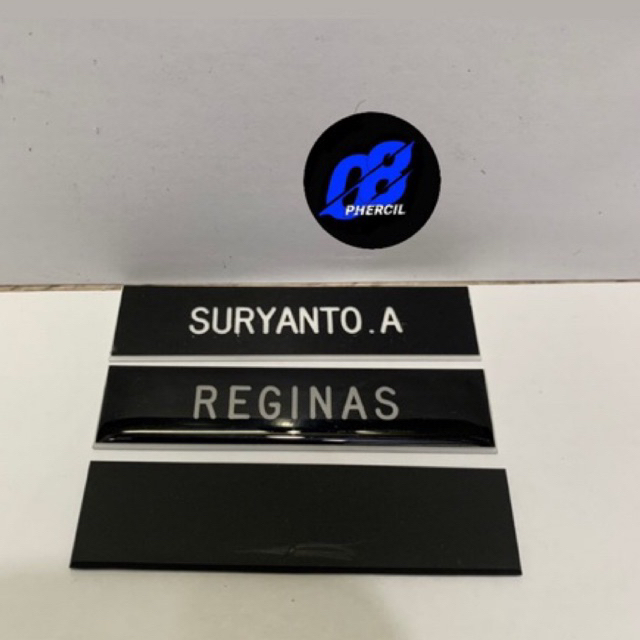 08
PHERCIL
SURYANTO.A
REGINAS